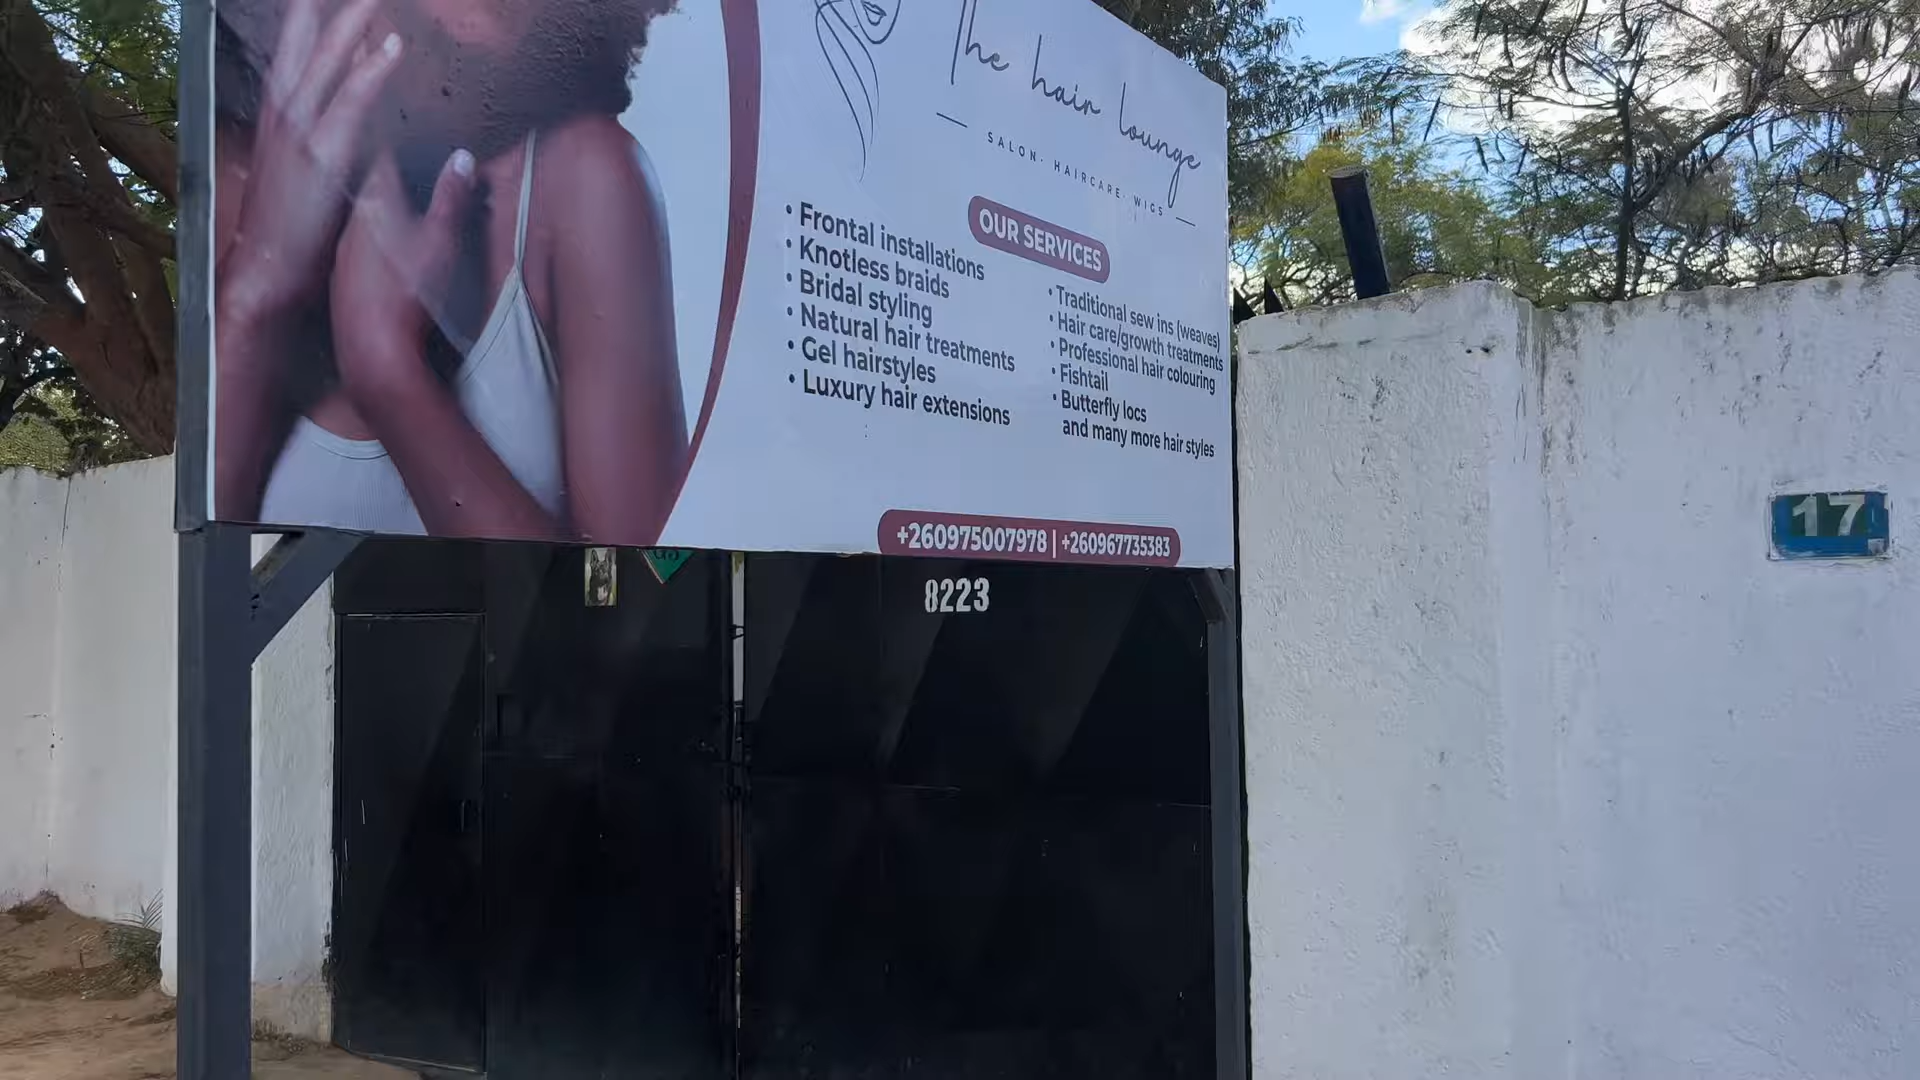 The hair lounge
SALON. HAIRCARE. WIGS
OUR SERVICES
• Frontal installations
• Knotless braids
• Bridal styling
• Natural hair treatments
• Gel hairstyles
• Luxury hair extensions
• Traditional sew ins (weaves)
• Hair care/growth treatments
• Professional hair colouring
• Fishtail
• Butterfly locs
and many more hair styles
+260975007978 | +260967735383
8223
17